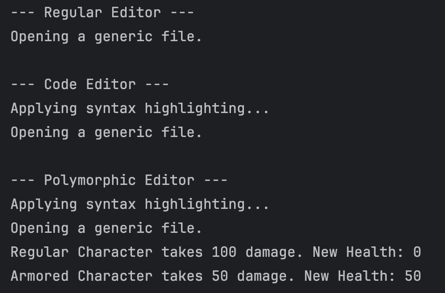 --- Regular Editor ---
Opening a generic file.
--- Code Editor ---
Applying syntax highlighting...
Opening a generic file.
--- Polymorphic Editor ---
Applying syntax highlighting...
Opening a generic file.
Regular Character takes 100 damage. New Health: 0
Armored Character takes 50 damage. New Health: 50